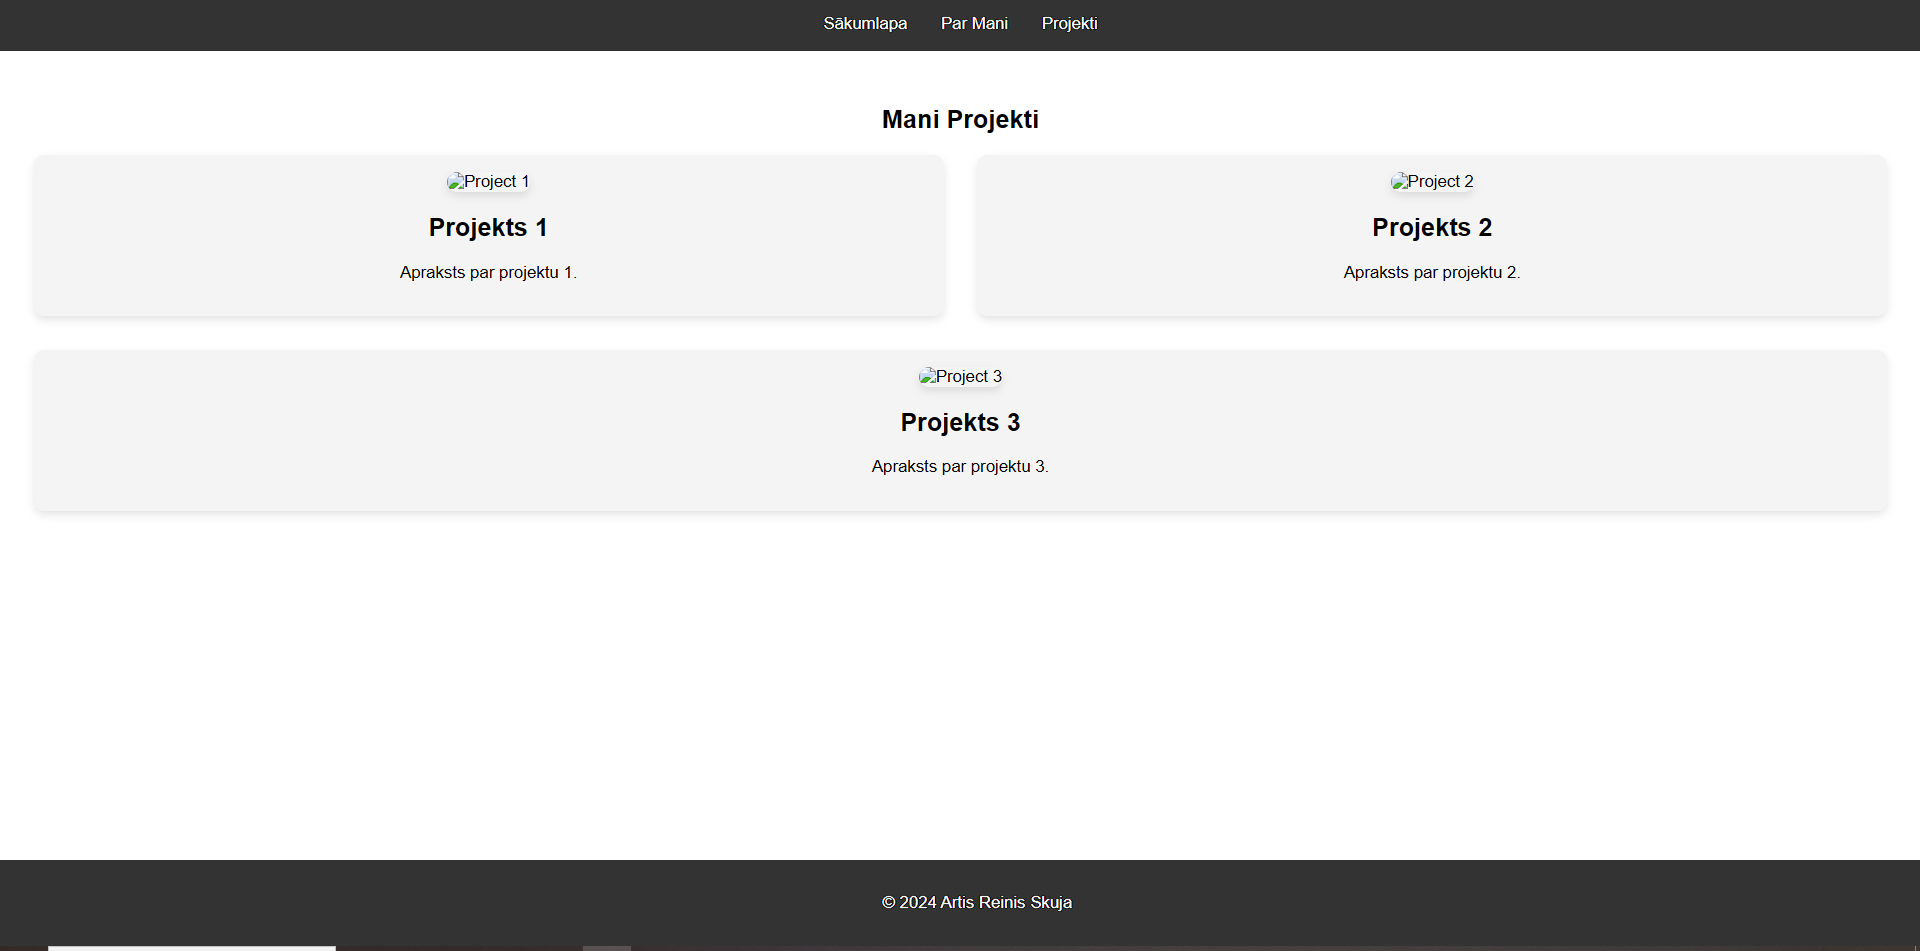 Sākumlapa Par Mani Projekti
Mani Projekti
Project 1
Projekts 1
Apraksts par projektu 1.
Project 2
Projekts 2
Apraksts par projektu 2.
Project 3
Projekts 3
Apraksts par projektu 3.
© 2024 Artis Reinis Skuja